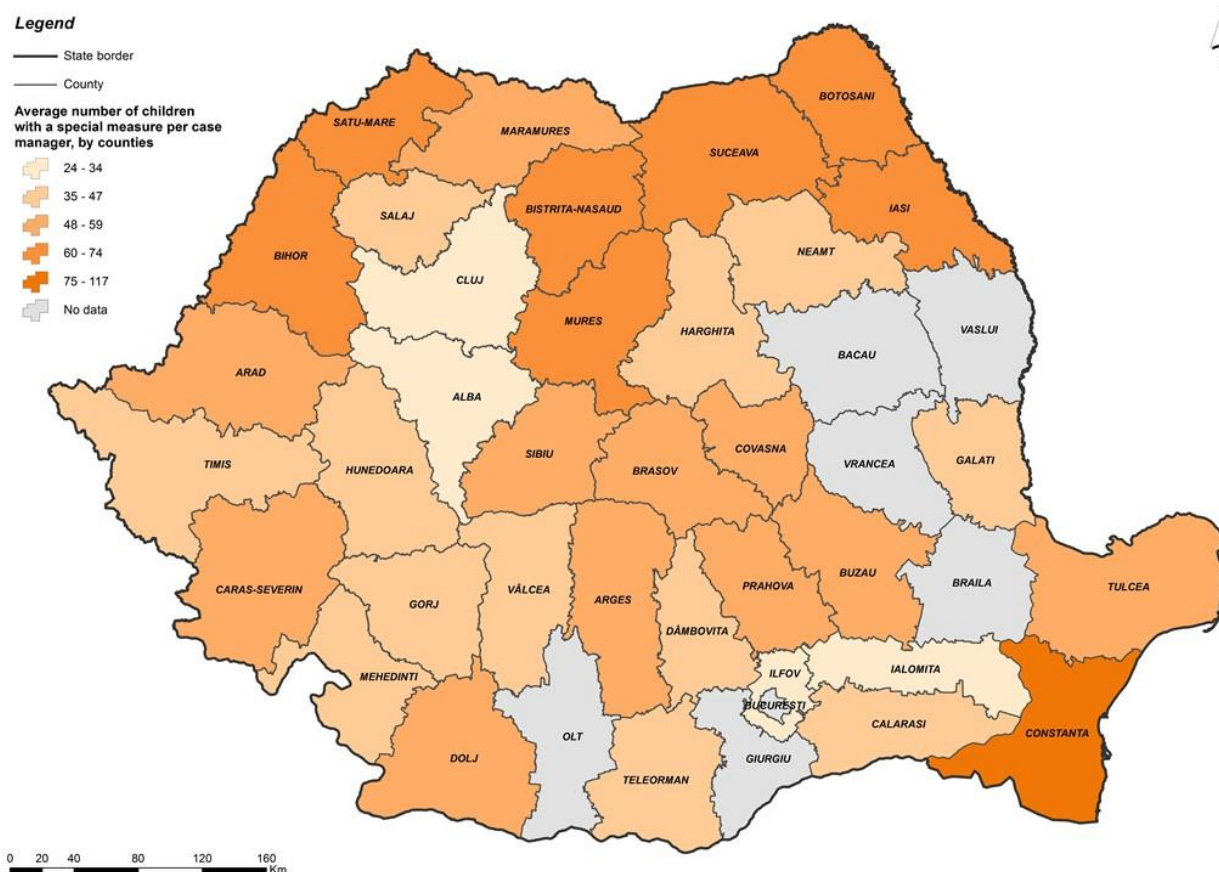 Legend
State border
County
Average number of children
with a special measure per case
manager, by counties
24 - 34
35 - 47
48 - 59
60 - 74
75 - 117
No data
BOTOSANI
SATU-MARE
MARAMURES
SUCEAVA
IASI
BISTRITA-NASAUD
SALAJ
NEAMT
BIHOR
CLUJ
MURES
HARGHITA
VASLUI
BACAU
ARAD
ALBA
SIBIU
COVASNA
TIMIS
HUNEDOARA
BRASOV
VRANCEA
GALATI
CARAS-SEVERIN
GORJ
VÂLCEA
ARGES
PRAHOVA
BUZAU
BRAILA
TULCEA
DÂMBOVITA
MEHEDINTI
ILFOV
IALOMITA
BUCURESTI
CALARASI
CONSTANTA
DOLJ
OLT
TELEORMAN
GIURGIU
0 20 40 80 120 160
Km